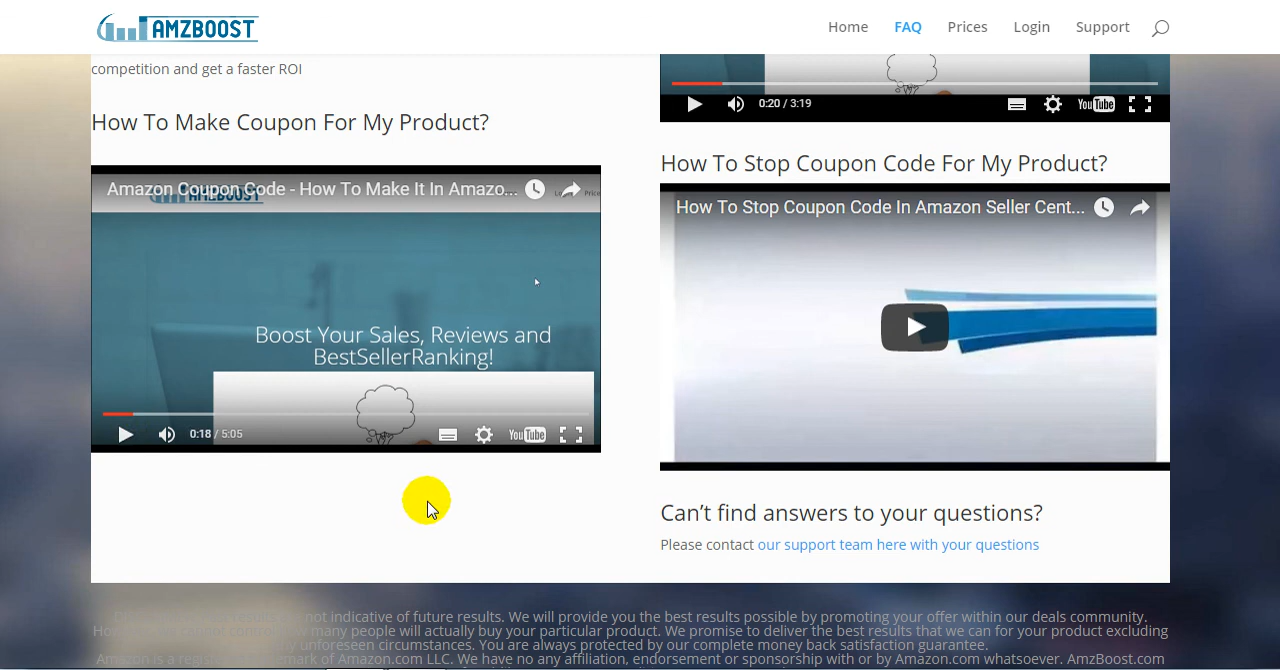 AMZBOOST
Home FAQ Prices Login Support
competition and get a faster ROI
How To Make Coupon For My Product?
Amazon Coupon Code - How To Make It In Amazo...
AMZBOOST
Boost Your Sales, Reviews and
BestSellerRanking!
0:18 / 5:05
YouTube
0:20 / 3:19
YouTube
How To Stop Coupon Code For My Product?
How To Stop Coupon Code In Amazon Seller Cent...
Can’t find answers to your questions?
Please contact our support team here with your questions
not indicative of future results. We will provide you the best results possible by promoting your offer within our deals community.
many people will actually buy your particular product. We promise to deliver the best results that we can for your product excluding
unforeseen circumstances. You are always protected by our complete money back satisfaction guarantee.
Amazon is a registered trademark of Amazon.com LLC. We have no any affiliation, endorsement or sponsorship with or by Amazon.com whatsoever. AmzBoost.com